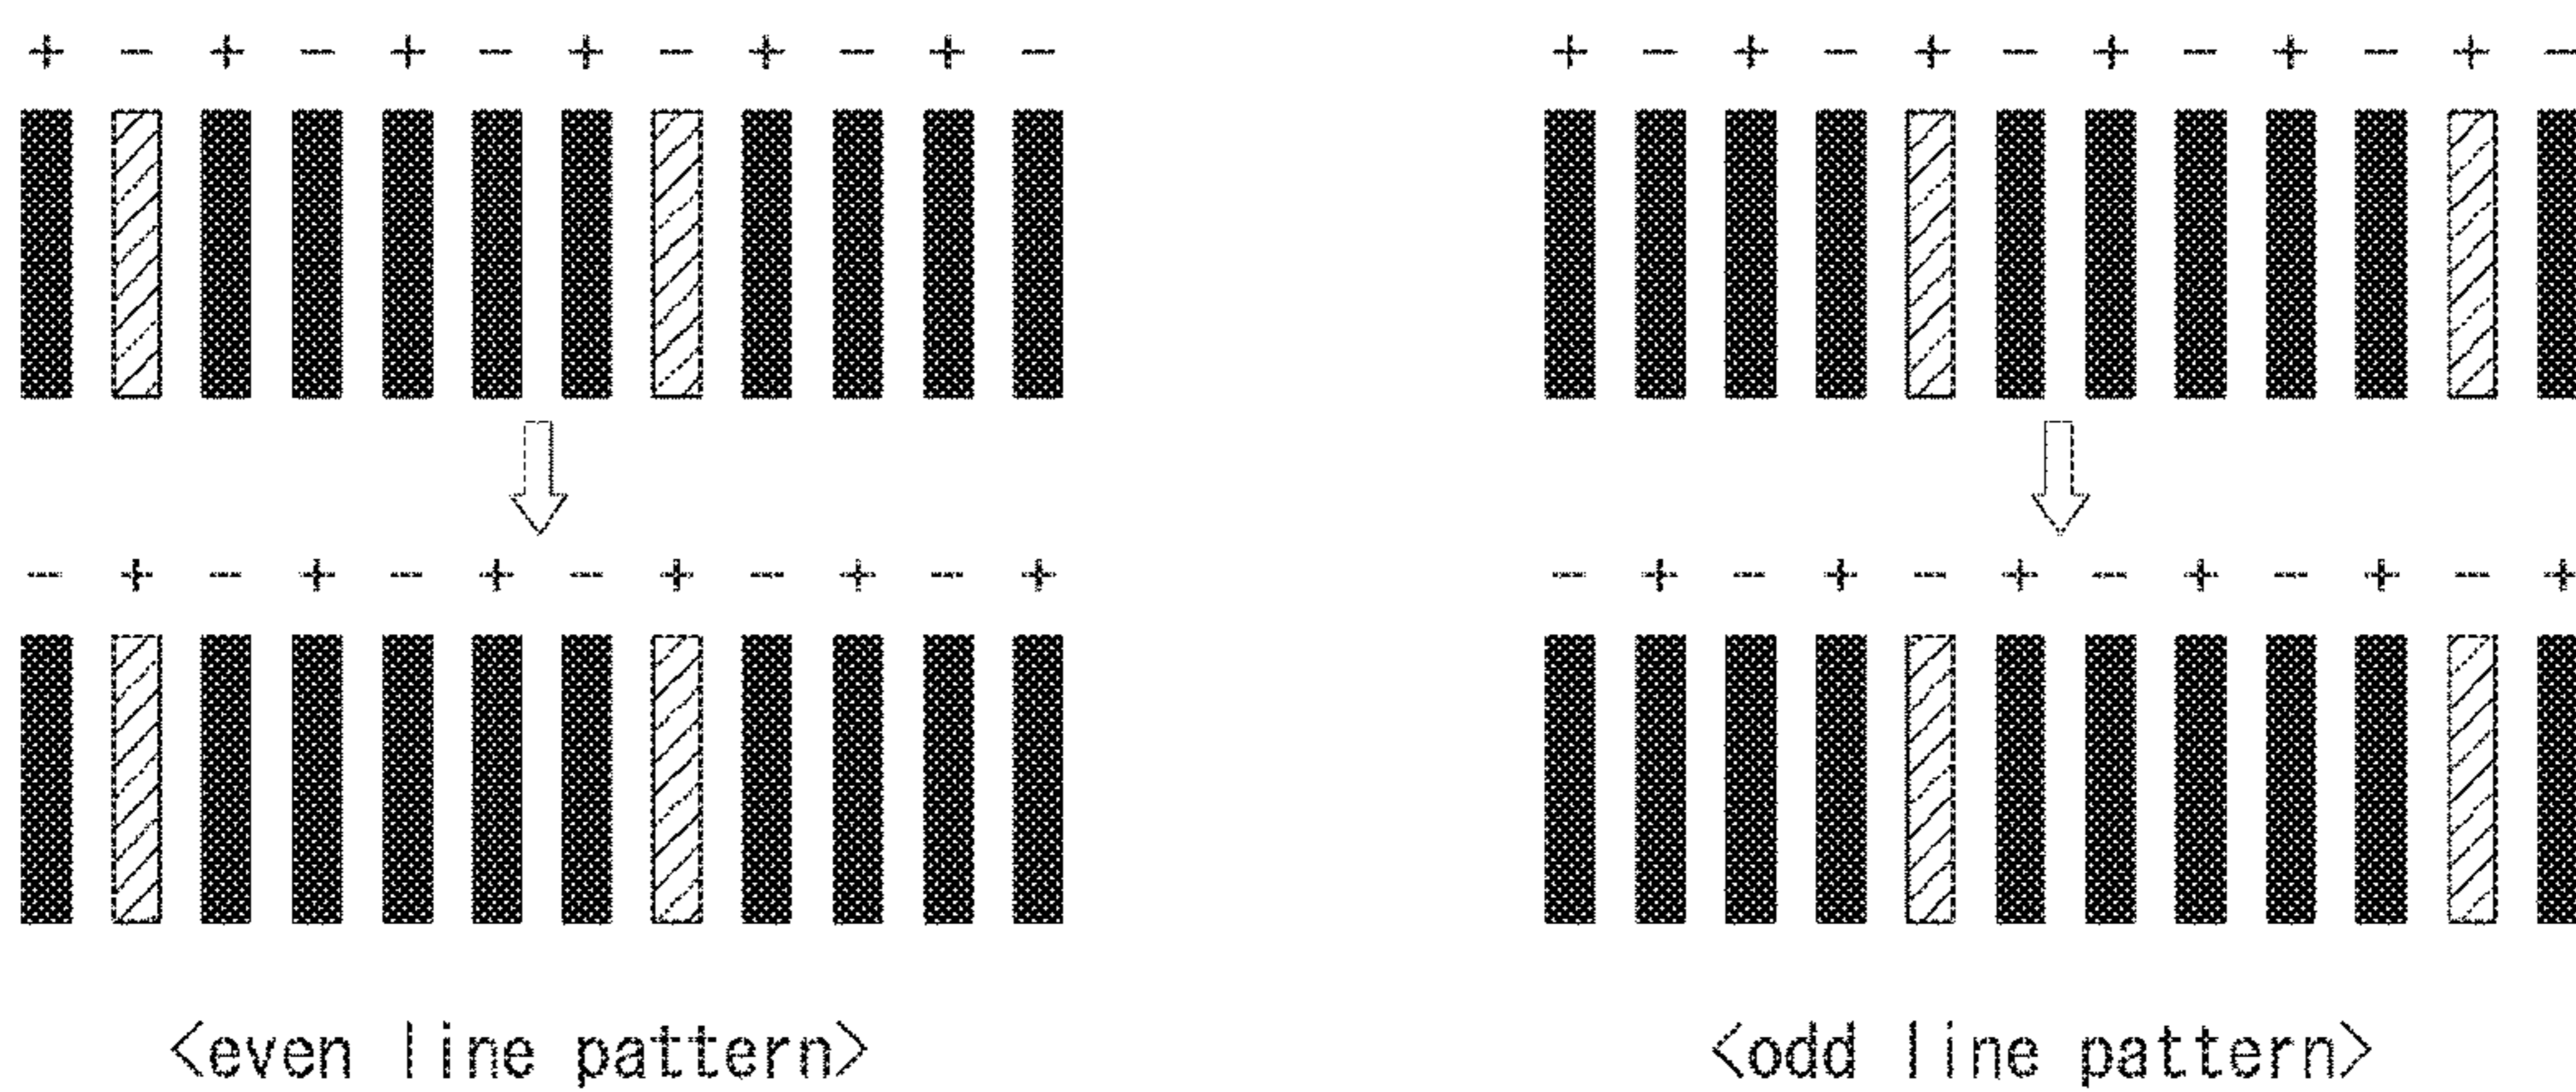 + - + - + - + - + - + -
+ - + - + - + - + - + -
- + - + - + - + - + - +
- + - + - + - + - + - +
<even line pattern>
<odd line pattern>